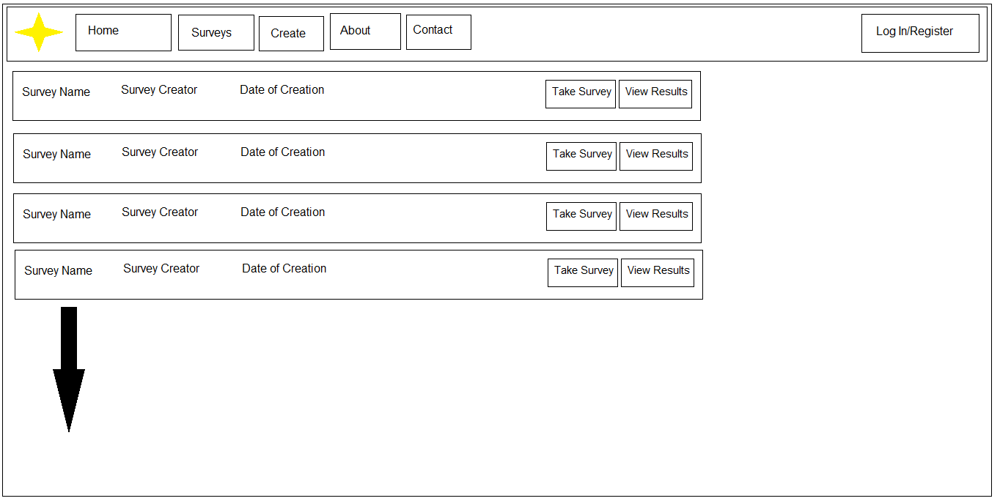 Home Surveys Create About Contact Log In/Register
Survey Name Survey Creator Date of Creation Take Survey View Results
Survey Name Survey Creator Date of Creation Take Survey View Results
Survey Name Survey Creator Date of Creation Take Survey View Results
Survey Name Survey Creator Date of Creation Take Survey View Results